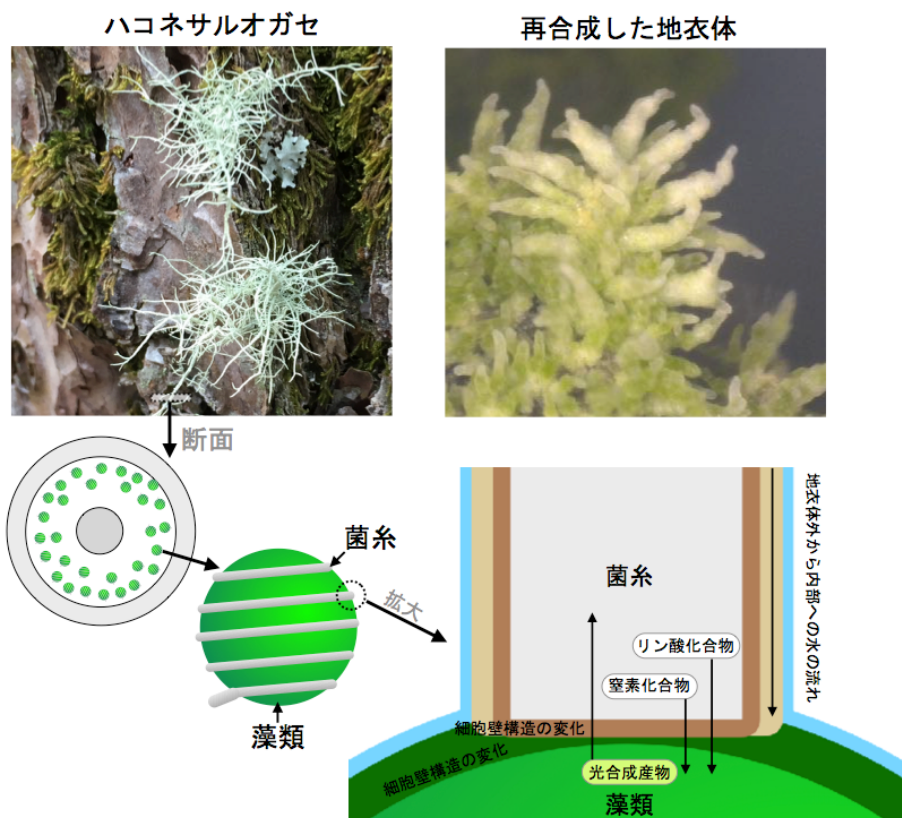 ハコネサルオガセ
再合成した地衣体
断面
菌糸
拡大
藻類
地衣体外から内部への水の流れ
菌糸
リン酸化合物
窒素化合物
細胞壁構造の変化
細胞壁構造の変化
光合成産物
藻類